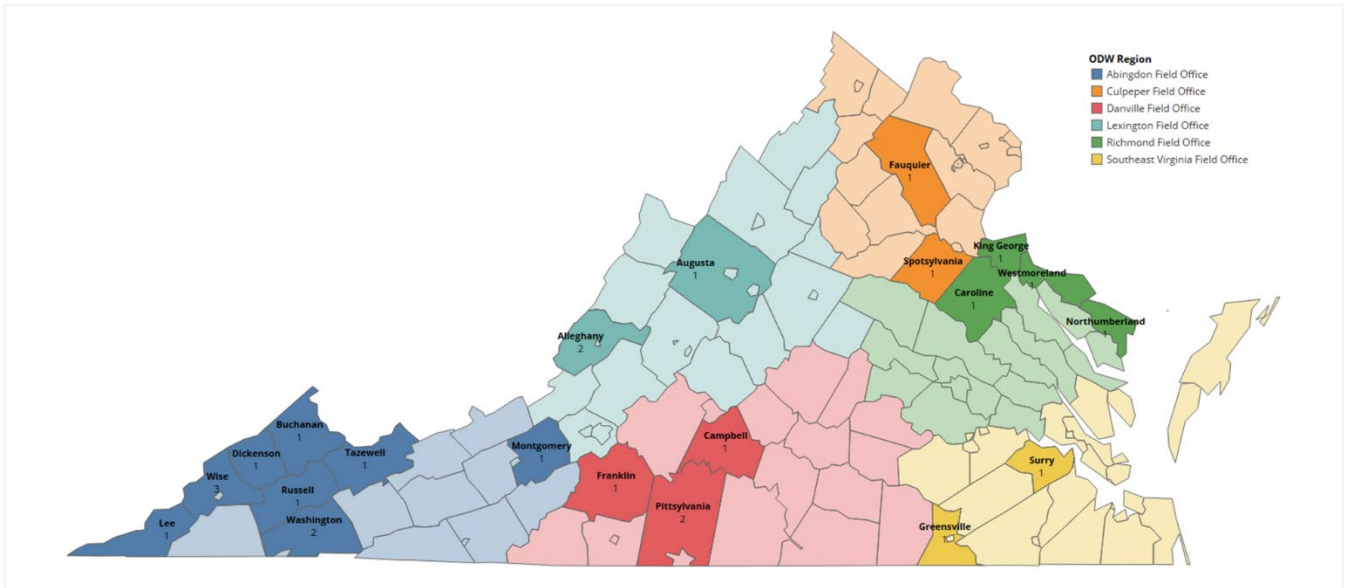 ODW Region
Abingdon Field Office
Culpeper Field Office
Danville Field Office
Lexington Field Office
Richmond Field Office
Southeast Virginia Field Office
Fauquier
1
King George
1
Spotsylvania
1
Westmoreland
1
Augusta
1
Caroline
1
Northumberland
1
Alleghany
2
Buchanan
1
Campbell
1
Montgomery
1
Dickenson
1
Tazewell
1
Surry
1
Wise
3
Franklin
1
Russell
1
Pittsylvania
2
Lee
1
Washington
2
Greensville
1